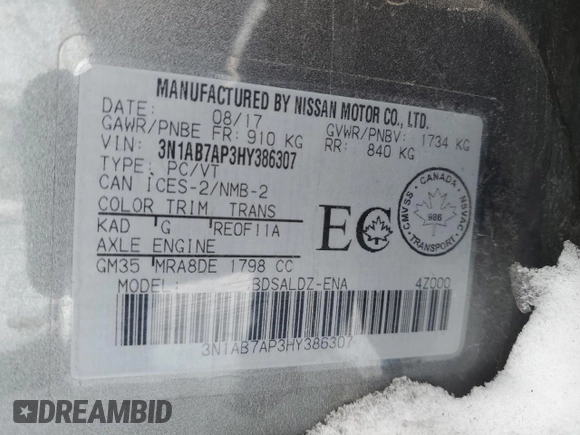 MANUFACTURED BY NISSAN MOTOR CO., LTD.
DATE: 08/17
GAWR/PNBE FR: 910 KG GVWR/PNBV: 1734 KG
VIN: 3N1AB7AP3HY386307 RR: 840 KG
TYPE: PC/VT
CAN ICES-2/NMB-2
COLOR TRIM TRANS
KAD G RE0F11A
AXLE ENGINE
GM35 MRA8DE 1798 CC
MODEL: BDSALDZ-ENA 4Z000
EC
CMVSS · CANADA · NSVAC
986
TRANSPORT
3N1AB7AP3HY386307
DREAMBID